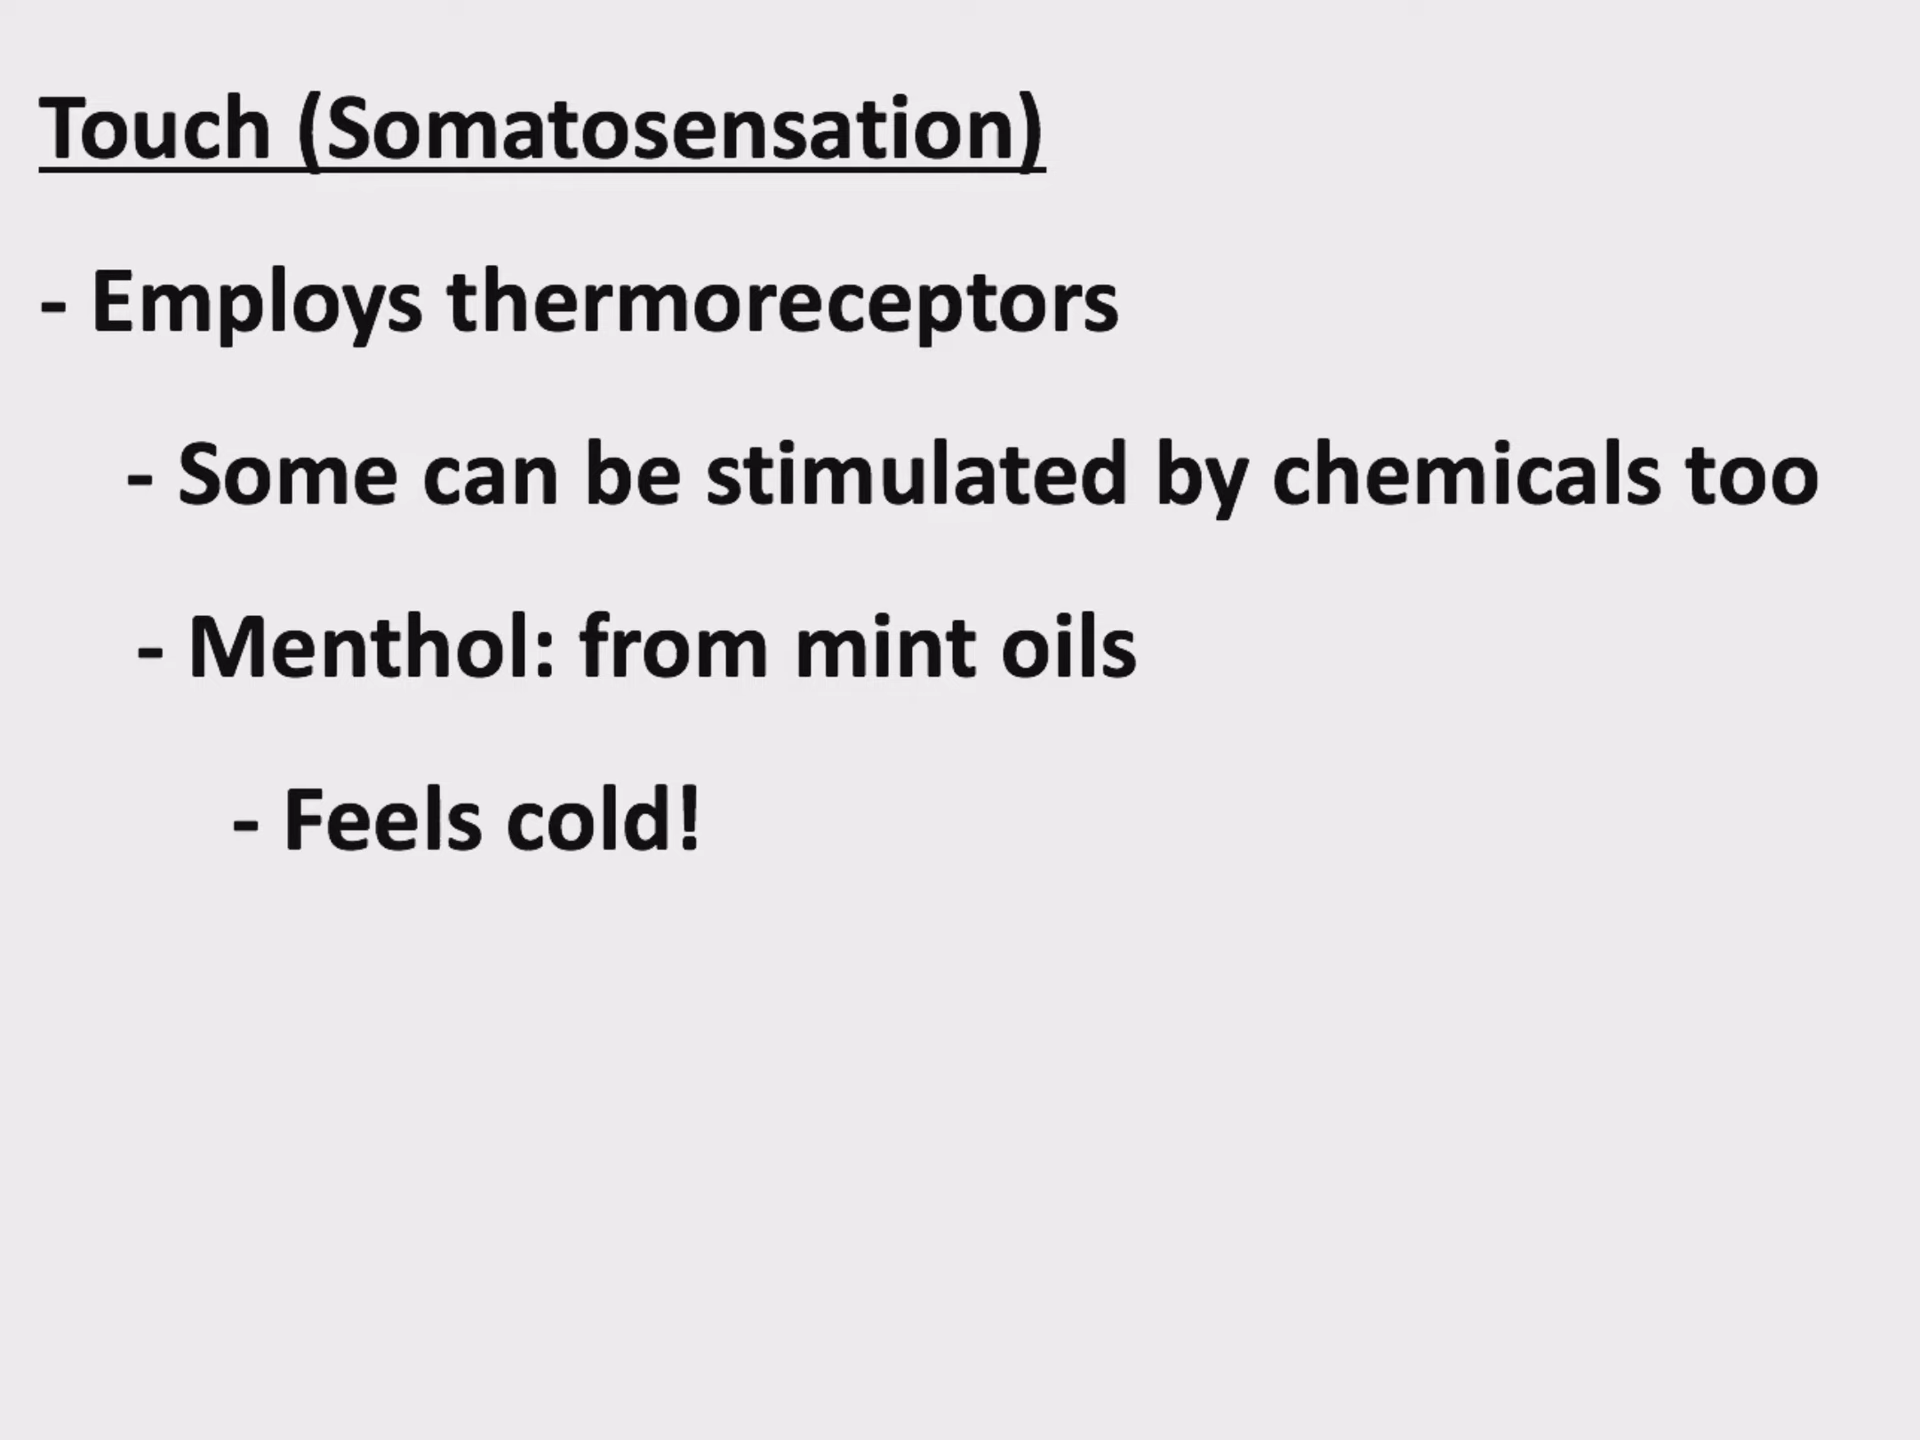 Touch (Somatosensation)
- Employs thermoreceptors
- Some can be stimulated by chemicals too
- Menthol: from mint oils
- Feels cold!